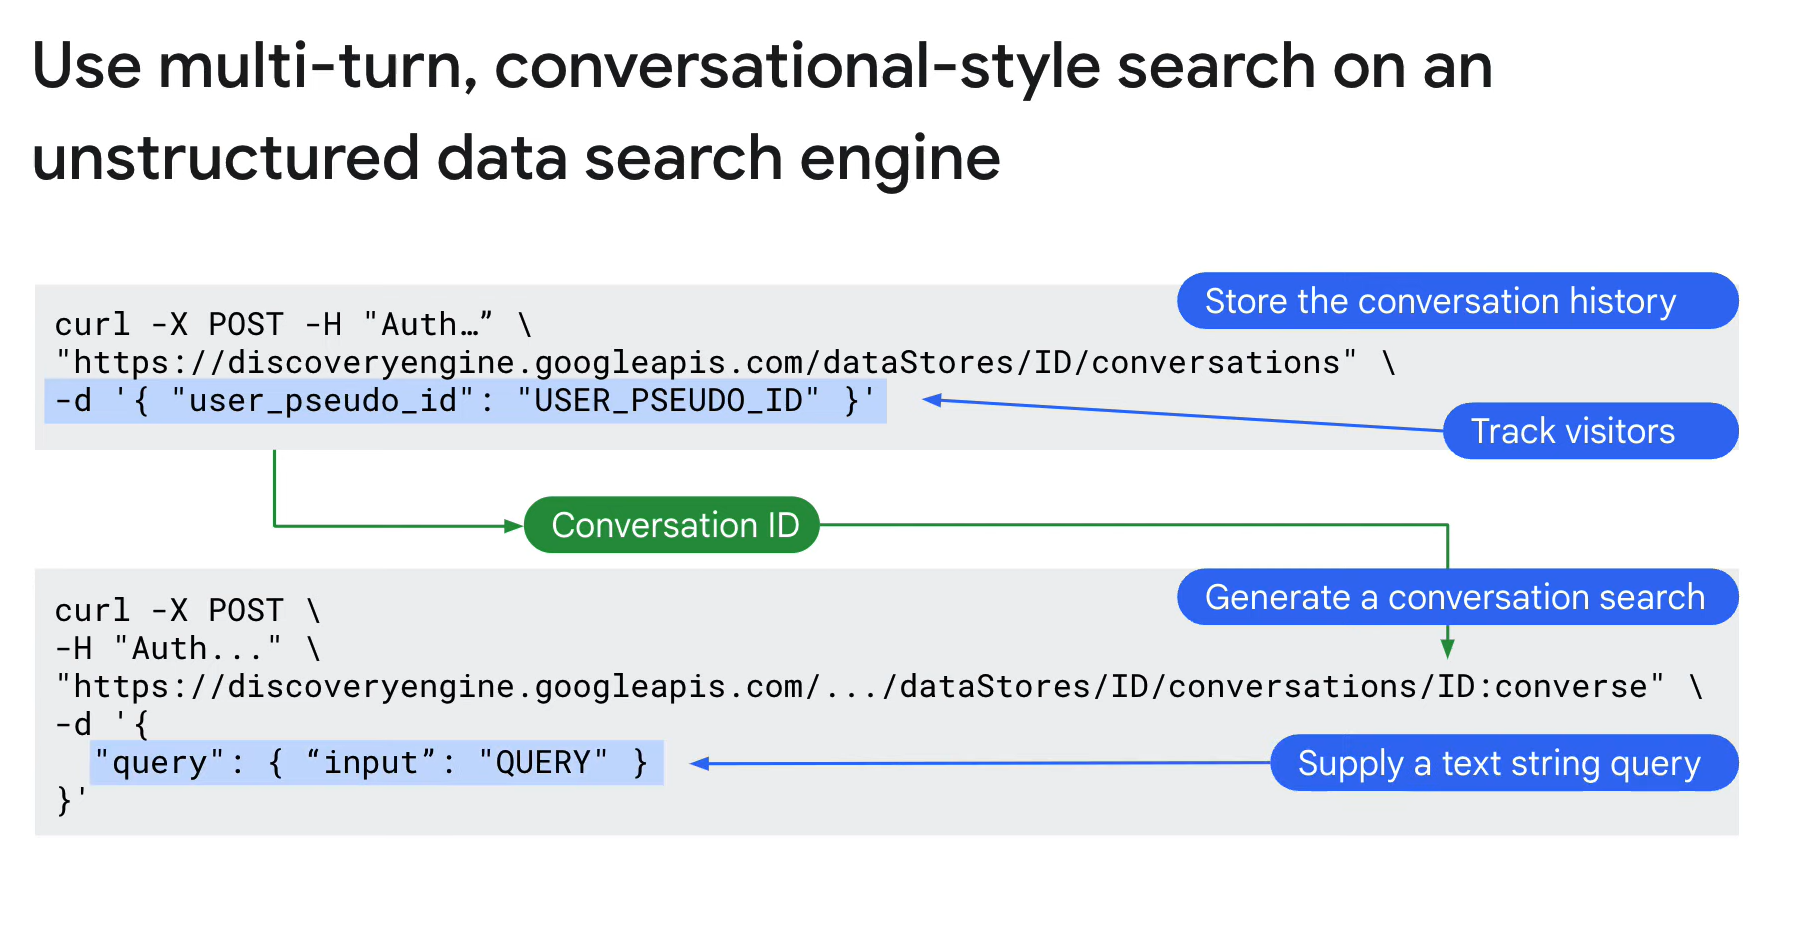 Use multi-turn, conversational-style search on an
unstructured data search engine
Store the conversation history
curl -X POST -H "Auth…” \
"https://discoveryengine.googleapis.com/dataStores/ID/conversations" \
-d '{ "user_pseudo_id": "USER_PSEUDO_ID" }'
Track visitors
Conversation ID
Generate a conversation search
curl -X POST \
-H "Auth..." \
"https://discoveryengine.googleapis.com/.../dataStores/ID/conversations/ID:converse" \
-d '{
"query": { “input”: "QUERY" }
Supply a text string query
}'